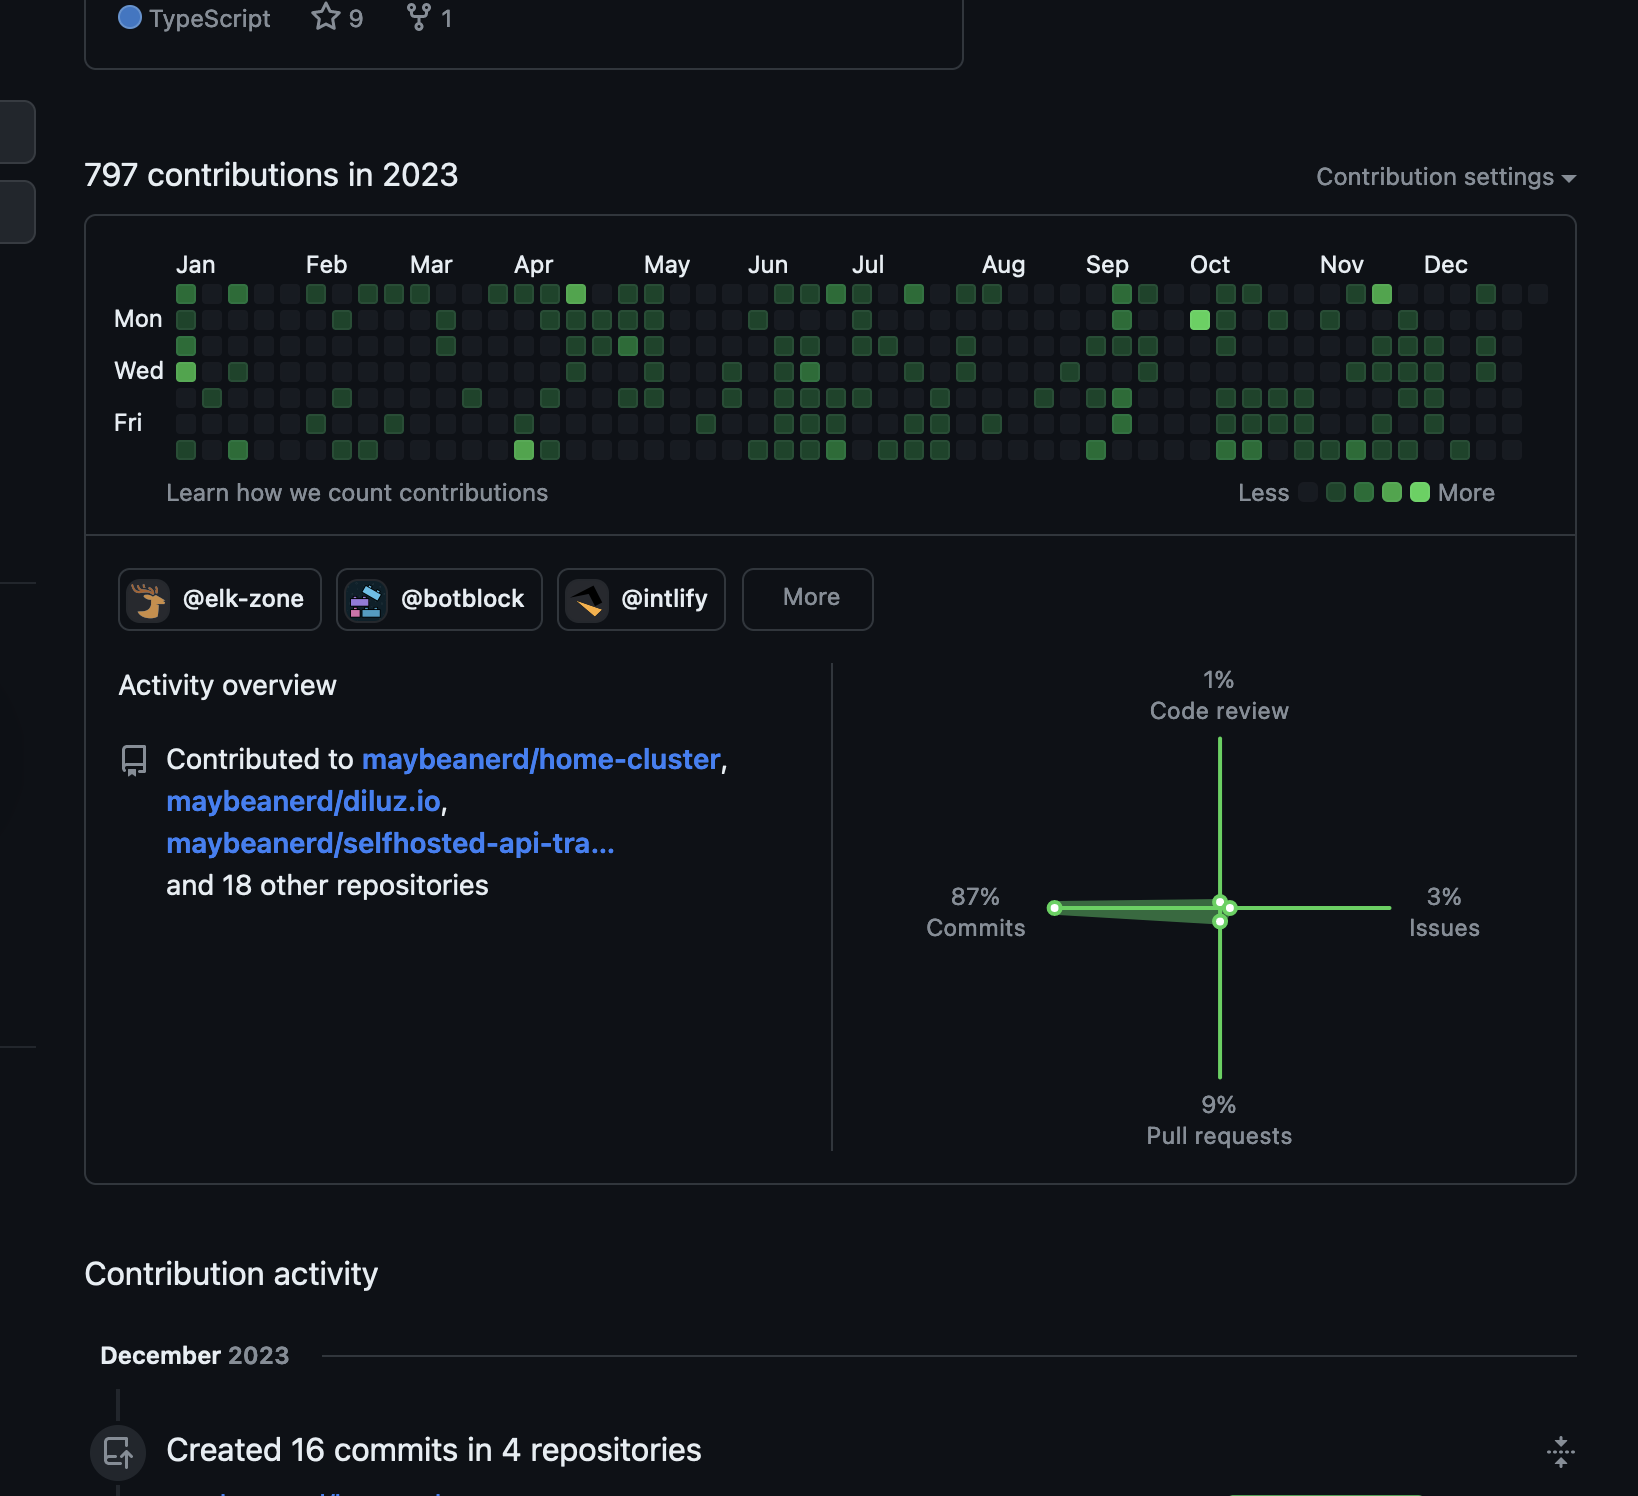 TypeScript 9 1
797 contributions in 2023
Contribution settings
Jan Feb Mar Apr May Jun Jul Aug Sep Oct Nov Dec
Mon
Wed
Fri
Learn how we count contributions
Less More
@elk-zone @botblock @intlify More
Activity overview
Contributed to maybeanerd/home-cluster,
maybeanerd/diluz.io,
maybeanerd/selfhosted-api-tra...
and 18 other repositories
1%
Code review
87%
Commits
3%
Issues
9%
Pull requests
Contribution activity
December 2023
Created 16 commits in 4 repositories